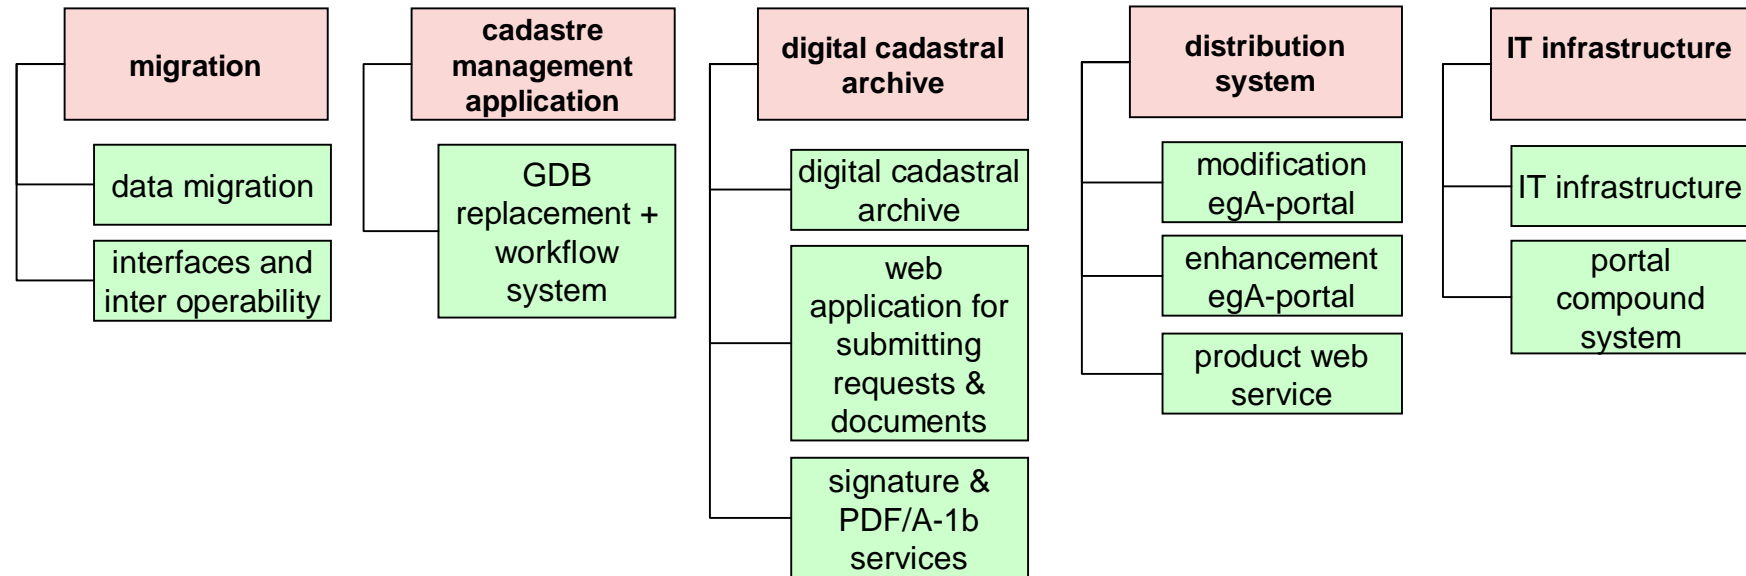 migration
data migration
interfaces and
inter operability
cadastre
management
application
GDB
replacement +
workflow
system
digital cadastral
archive
digital cadastral
archive
web
application for
submitting
requests &
documents
signature &
PDF/A-1b
services
distribution
system
modification
egA-portal
enhancement
egA-portal
product web
service
IT infrastructure
IT infrastructure
portal
compound
system